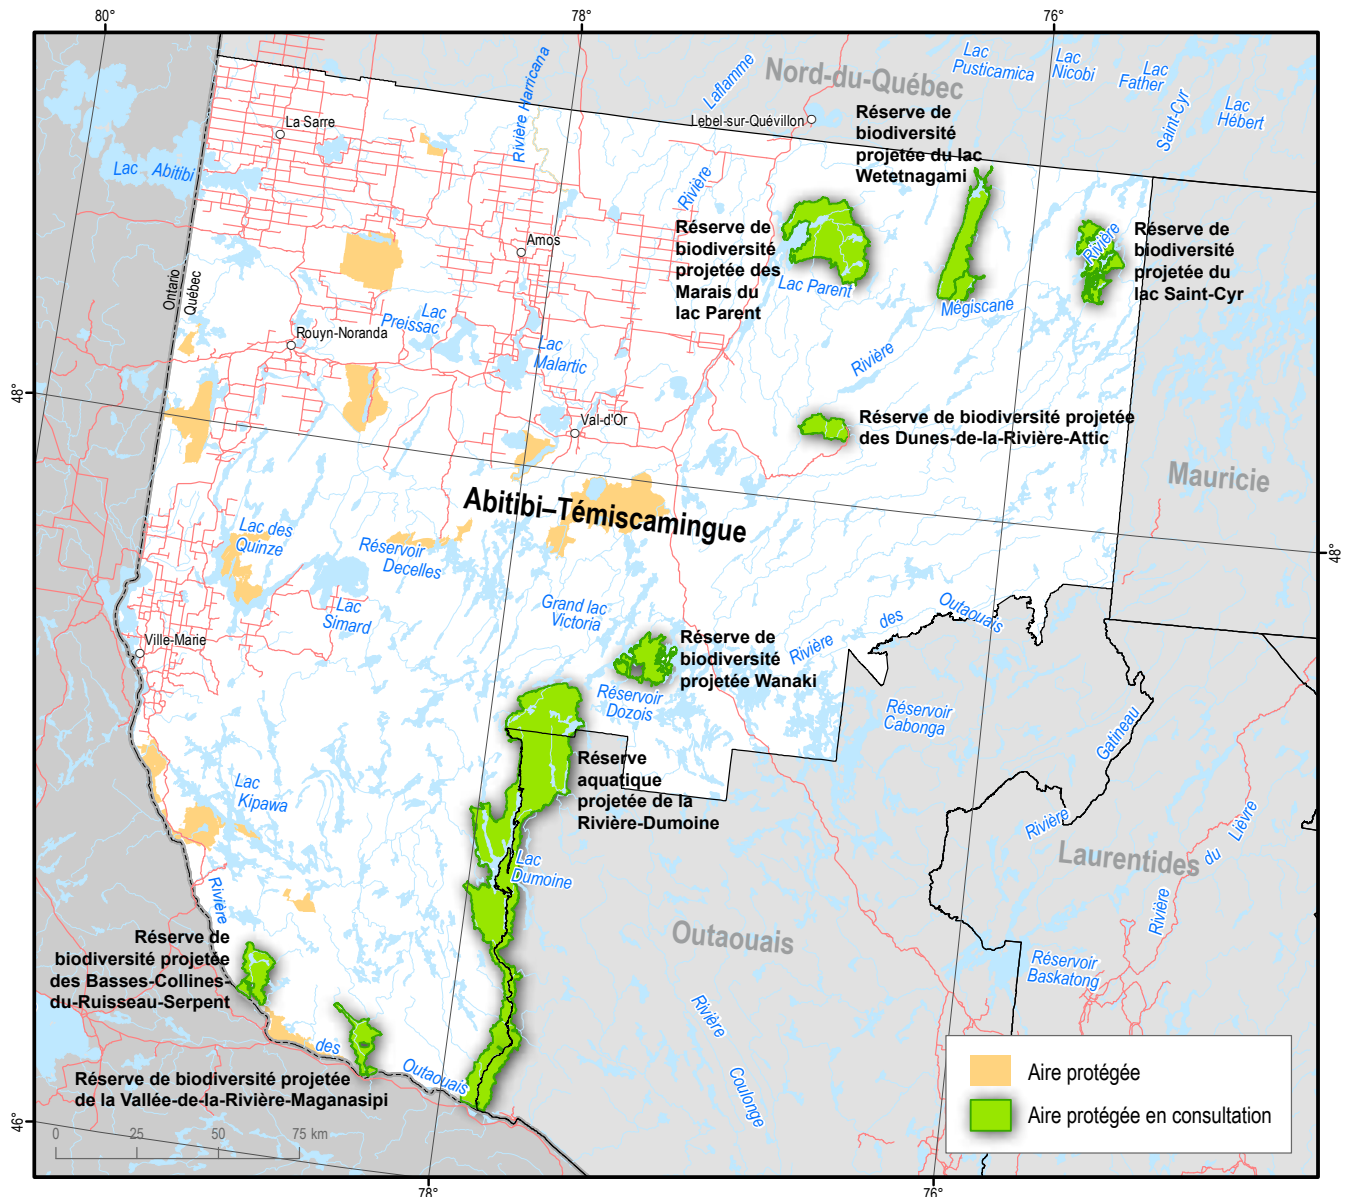 80°
78°
76°
Nord-du-Québec
Lac
Pusticamica
Lac
Nicobi
Lac
Father
Saint-Cyr
Lac
Hébert
Laflamme
Rivière Harricana
Lebel-sur-Quévillon
La Sarre
Lac Abitibi
Réserve de
biodiversité
projetée du lac
Wetetnagami
Rivière
Réserve de
biodiversité
projetée des
Marais du
lac Parent
Lac Parent
Amos
Rivière
Réserve de
biodiversité
projetée du
lac Saint-Cyr
Mégiscane
Ontario
Québec
Lac
Preissac
Rouyn-Noranda
Lac
Malartic
Rivière
48°
Val-d'Or
Réserve de biodiversité projetée
des Dunes-de-la-Rivière-Attic
Mauricie
Abitibi–Témiscamingue
Lac des
Quinze
Réservoir
Decelles
48°
Lac
Simard
Grand lac
Victoria
Rivière
des
Outaouais
Ville-Marie
Réserve de
biodiversité
projetée Wanaki
Réservoir
Dozois
Réservoir
Cabonga
Gatineau
Réserve
aquatique
projetée de la
Rivière-Dumoine
Lac
Kipawa
Rivière
Lièvre
du
Laurentides
Lac
Dumoine
Rivière
Rivière
Outaouais
Réserve de
biodiversité projetée
des Basses-Collines-
du-Ruisseau-Serpent
Réservoir
Baskatong
Rivière
Coulonge
des
Outaouais
Réserve de biodiversité projetée
de la Vallée-de-la-Rivière-Maganasipi
46°
0 25 50 75 km
Aire protégée
Aire protégée en consultation
78°
76°